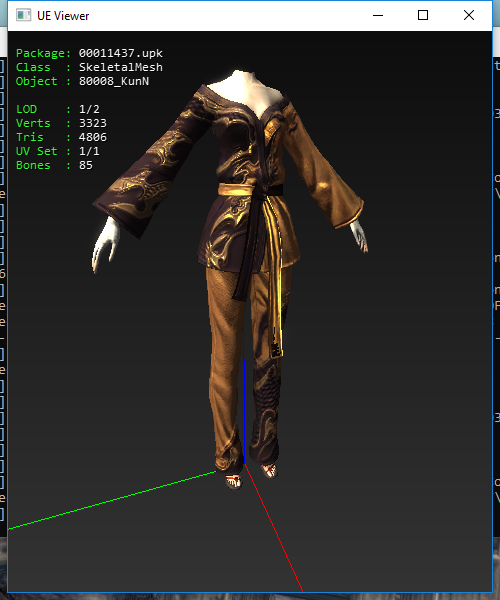 UE Viewer
Package: 00011437.upk
Class  : SkeletalMesh
Object : 80008_KunN
LOD    : 1/2
Verts  : 3323
Tris   : 4806
UV Set : 1/1
Bones  : 85